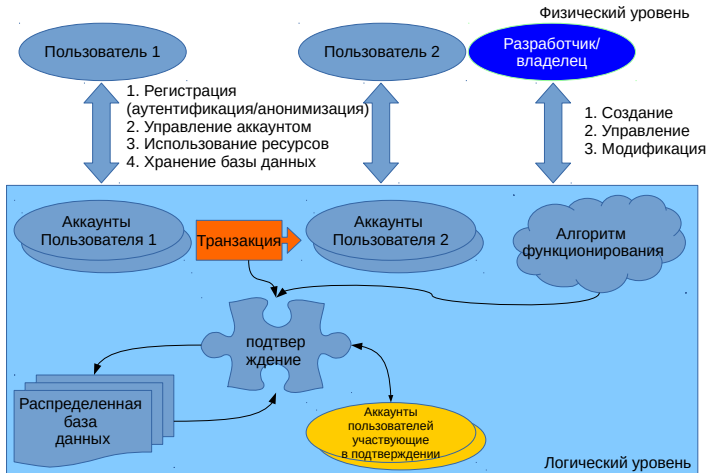 Физический уровень
Пользователь 1
Пользователь 2
Разработчик/
владелец
1. Регистрация
(аутентификация/анонимизация)
2. Управление аккаунтом
3. Использование ресурсов
4. Хранение базы данных
1. Создание
2. Управление
3. Модификация
Аккаунты
Пользователя 1
Транзакция
Аккаунты
Пользователя 2
Алгоритм
функционирования
подтвер
ждение
Распределенная
база
данных
Аккаунты
пользователей
участвующие
в подтверждении
Логический уровень